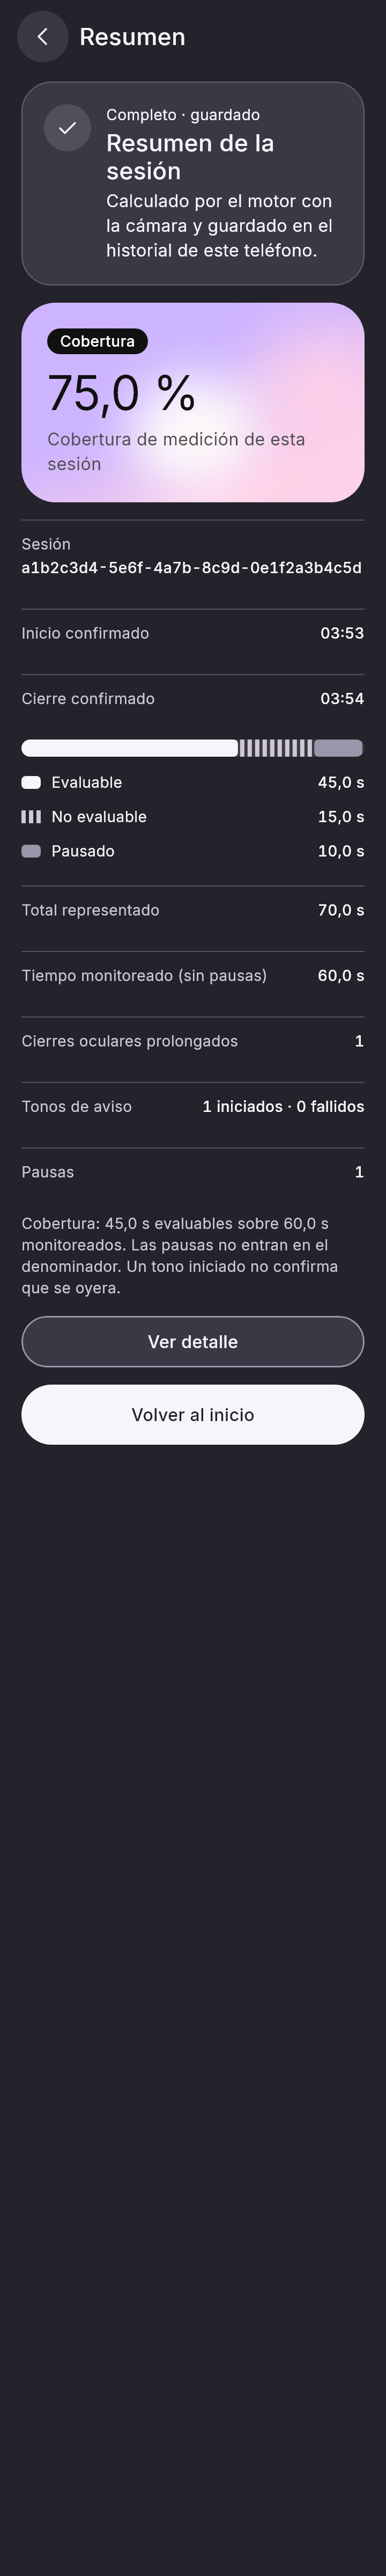 Resumen
Completo · guardado
Resumen de la
sesión
Calculado por el motor con
la cámara y guardado en el
historial de este teléfono.
Cobertura
75,0 %
Cobertura de medición de esta
sesión
Sesión
a1b2c3d4-5e6f-4a7b-8c9d-0e1f2a3b4c5d
Inicio confirmado 03:53
Cierre confirmado 03:54
Evaluable 45,0 s
No evaluable 15,0 s
Pausado 10,0 s
Total representado 70,0 s
Tiempo monitoreado (sin pausas) 60,0 s
Cierres oculares prolongados 1
Tonos de aviso 1 iniciados · 0 fallidos
Pausas 1
Cobertura: 45,0 s evaluables sobre 60,0 s
monitoreados. Las pausas no entran en el
denominador. Un tono iniciado no confirma
que se oyera.
Ver detalle
Volver al inicio